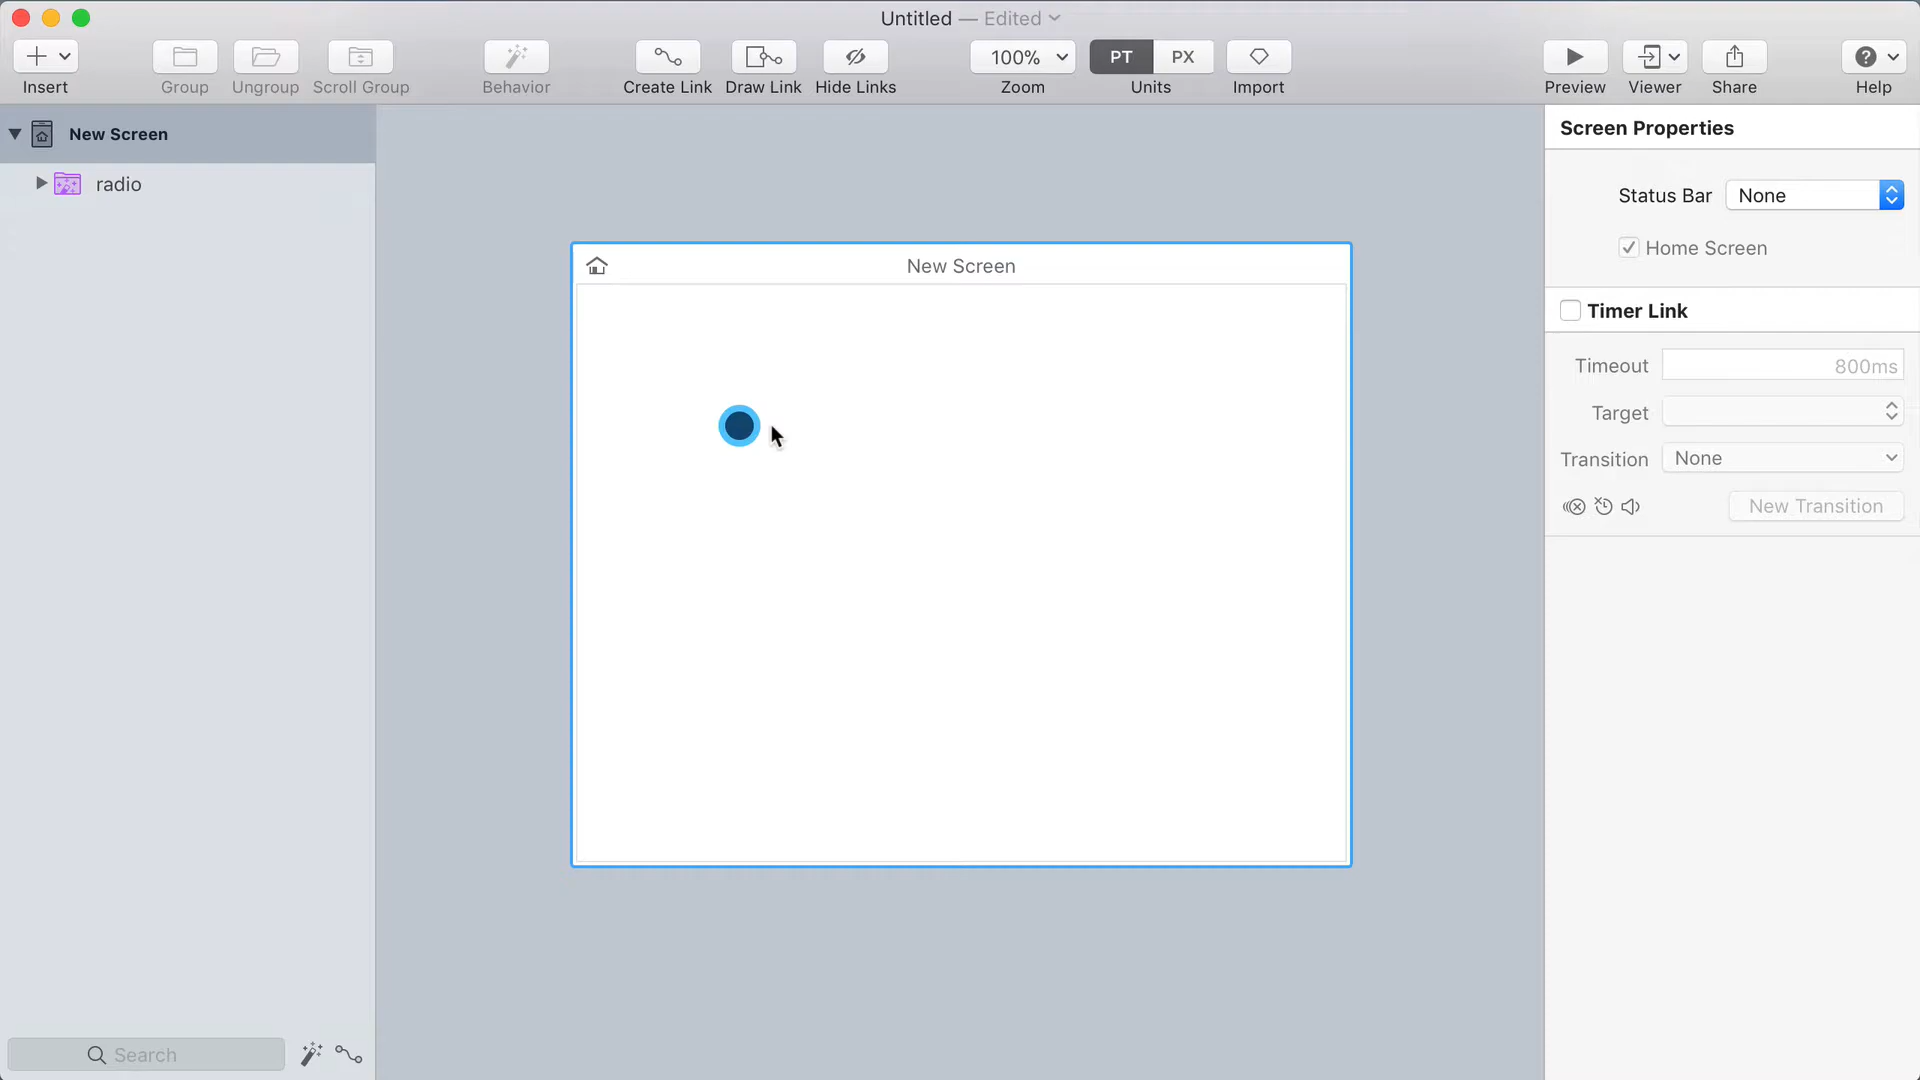 Untitled — Edited
Insert
Group
Ungroup
Scroll Group
Behavior
Create Link
Draw Link
Hide Links
100%
Zoom
PT
PX
Units
Import
Preview
Viewer
Share
Help
New Screen
radio
Search
New Screen
Screen Properties
Status Bar
None
Home Screen
Timer Link
Timeout
800ms
Target
Transition
None
New Transition